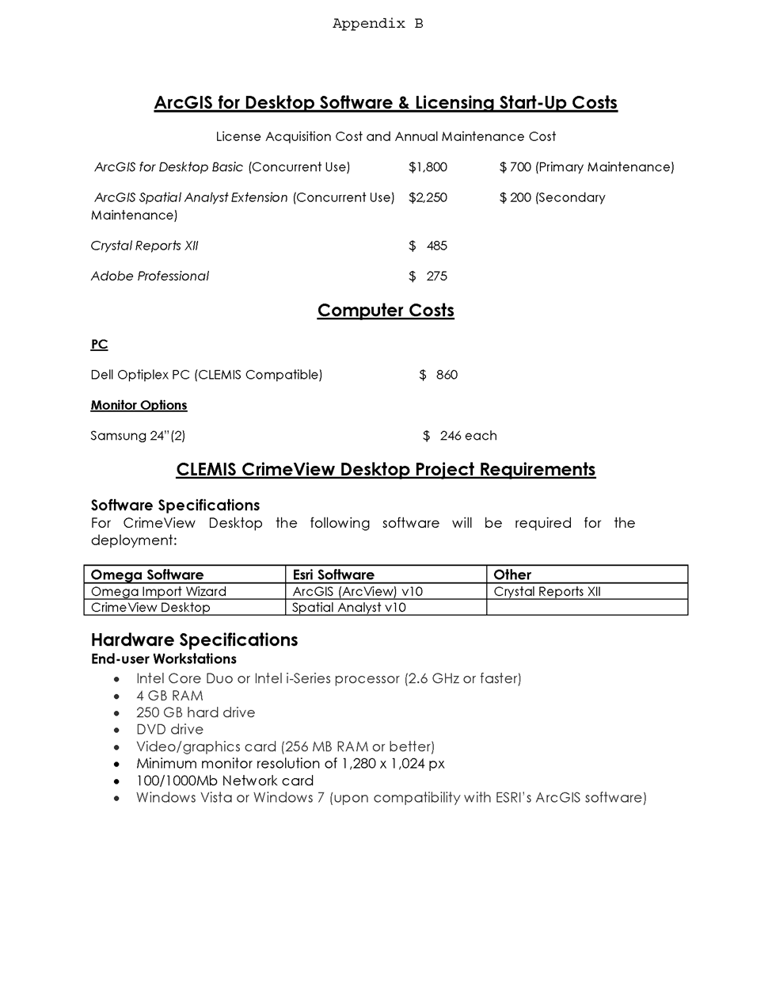 Appendix B
ArcGIS for Desktop Software & Licensing Start-Up Costs
License Acquisition Cost and Annual Maintenance Cost
ArcGIS for Desktop Basic (Concurrent Use) $1,800 $ 700 (Primary Maintenance)
ArcGIS Spatial Analyst Extension (Concurrent Use) $2,250 $ 200 (Secondary
Maintenance)
Crystal Reports XII $ 485
Adobe Professional $ 275
Computer Costs
PC
Dell Optiplex PC (CLEMIS Compatible) $ 860
Monitor Options
Samsung 24”(2) $ 246 each
CLEMIS CrimeView Desktop Project Requirements
Software Specifications
For CrimeView Desktop the following software will be required for the
deployment:
Omega Software Esri Software Other
Omega Import Wizard ArcGIS (ArcView) v10 Crystal Reports XII
CrimeView Desktop Spatial Analyst v10
Hardware Specifications
End-user Workstations
• Intel Core Duo or Intel i-Series processor (2.6 GHz or faster)
• 4 GB RAM
• 250 GB hard drive
• DVD drive
• Video/graphics card (256 MB RAM or better)
• Minimum monitor resolution of 1,280 x 1,024 px
• 100/1000Mb Network card
• Windows Vista or Windows 7 (upon compatibility with ESRI’s ArcGIS software)